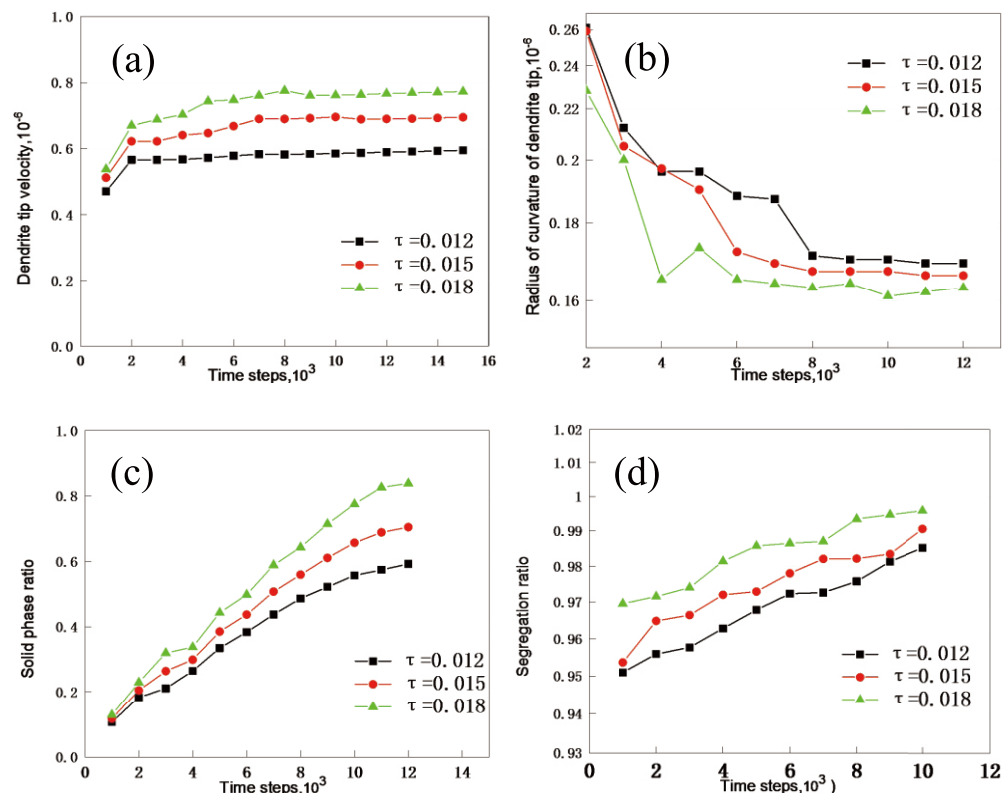 (a)
Dendrite tip velocity,10⁻⁶
1.0
0.8
0.6
0.4
0.2
0.0
τ=0.012
τ=0.015
τ=0.018
0 2 4 6 8 10 12 14 16
Time steps,10³
(b)
Radius of curvature of dendrite tip,10⁻⁶
0.26
0.24
0.22
0.2
0.18
0.16
τ=0.012
τ=0.015
τ=0.018
2 4 6 8 10 12
Time steps,10³
(c)
Solid phase ratio
1.0
0.8
0.6
0.4
0.2
0.0
τ=0.012
τ=0.015
τ=0.018
0 2 4 6 8 10 12 14
Time steps,10³
(d)
Segregation ratio
1.02
1.01
1
0.99
0.98
0.97
0.96
0.95
0.94
0.93
τ=0.012
τ=0.015
τ=0.018
0 2 4 6 8 10 12
Time steps,10³ )